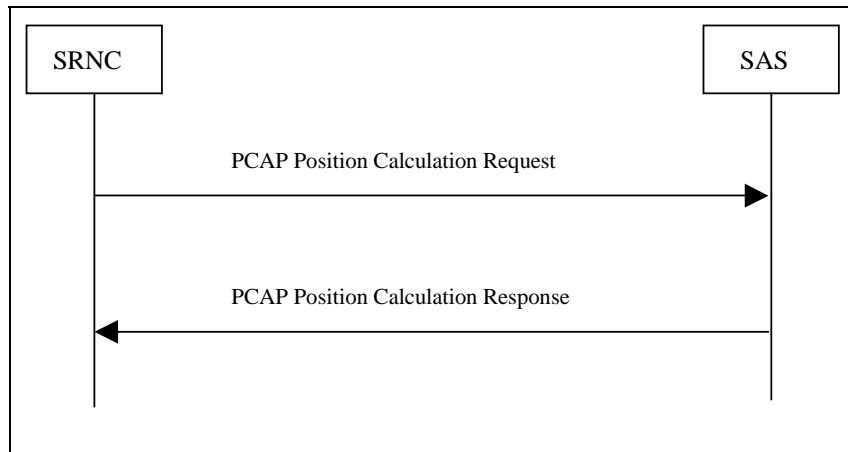 SRNC
SAS
PCAP Position Calculation Request
PCAP Position Calculation Response